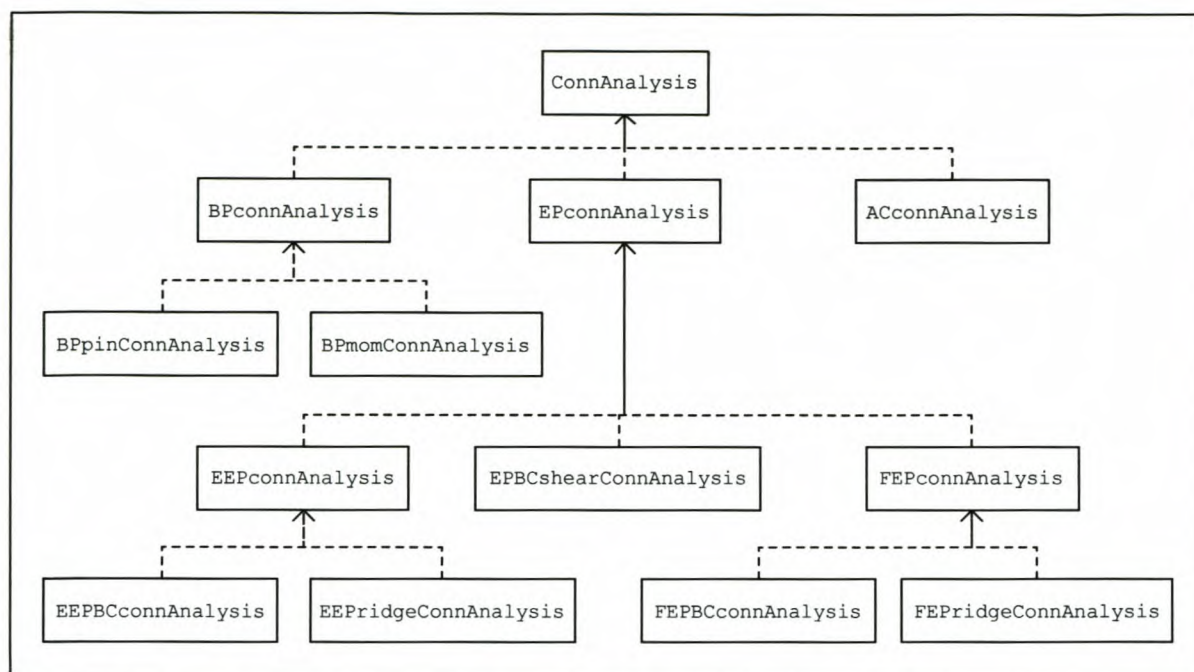 ConnAnalysis
BPconnAnalysis
EPconnAnalysis
ACconnAnalysis
BPpinConnAnalysis
BPmomConnAnalysis
EEPconnAnalysis
EPBCshearConnAnalysis
FEPconnAnalysis
EEPBCconnAnalysis
EEPridgeConnAnalysis
FEPBCconnAnalysis
FEPridgeConnAnalysis